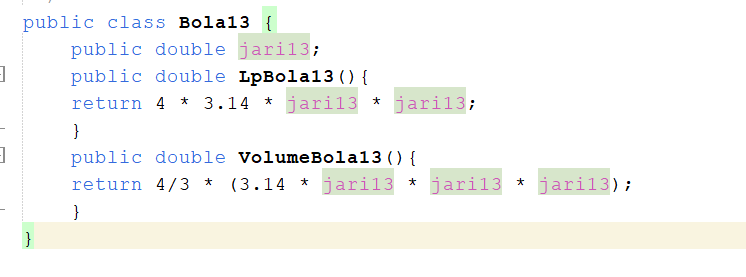 public class Bola13 {
public double jari13;
public double LpBola13(){
return 4 * 3.14 * jari13 * jari13;
}
public double VolumeBola13(){
return 4/3 * (3.14 * jari13 * jari13 * jari13);
}
}